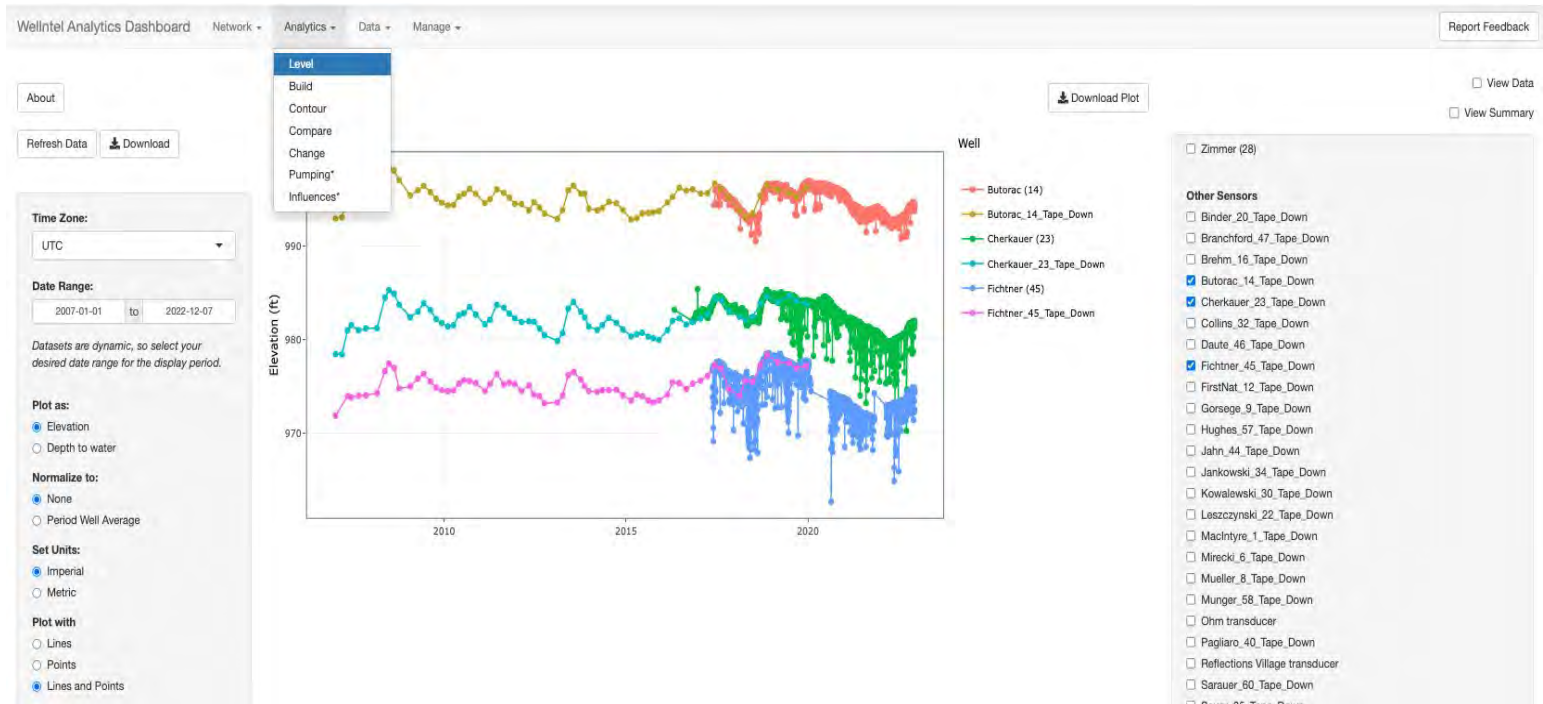 Wellntel Analytics Dashboard Network Analytics Data Manage Report Feedback
Level
Build
Contour
Compare
Change
Pumping*
Influences*
About
Refresh Data Download
Download Plot
View Data
View Summary
Time Zone:
UTC
Date Range:
2007-01-01 to 2022-12-07
Datasets are dynamic, so select your
desired date range for the display period.
Plot as:
Elevation
Depth to water
Normalize to:
None
Period Well Average
Set Units:
Imperial
Metric
Plot with
Lines
Points
Lines and Points
Elevation (ft)
990
980
970
2010 2015 2020
Well
Butorac (14)
Butorac_14_Tape_Down
Cherkauer (23)
Cherkauer_23_Tape_Down
Fichtner (45)
Fichtner_45_Tape_Down
Zimmer (28)
Other Sensors
Binder_20_Tape_Down
Branchford_47_Tape_Down
Brehm_16_Tape_Down
Butorac_14_Tape_Down
Cherkauer_23_Tape_Down
Collins_32_Tape_Down
Daute_46_Tape_Down
Fichtner_45_Tape_Down
FirstNat_12_Tape_Down
Gorsege_9_Tape_Down
Hughes_57_Tape_Down
Jahn_44_Tape_Down
Jankowski_34_Tape_Down
Kowalewski_30_Tape_Down
Leszczynski_22_Tape_Down
MacIntyre_1_Tape_Down
Mirecki_6_Tape_Down
Mueller_8_Tape_Down
Munger_58_Tape_Down
Ohm transducer
Pagliaro_40_Tape_Down
Reflections Village transducer
Sarauer_60_Tape_Down